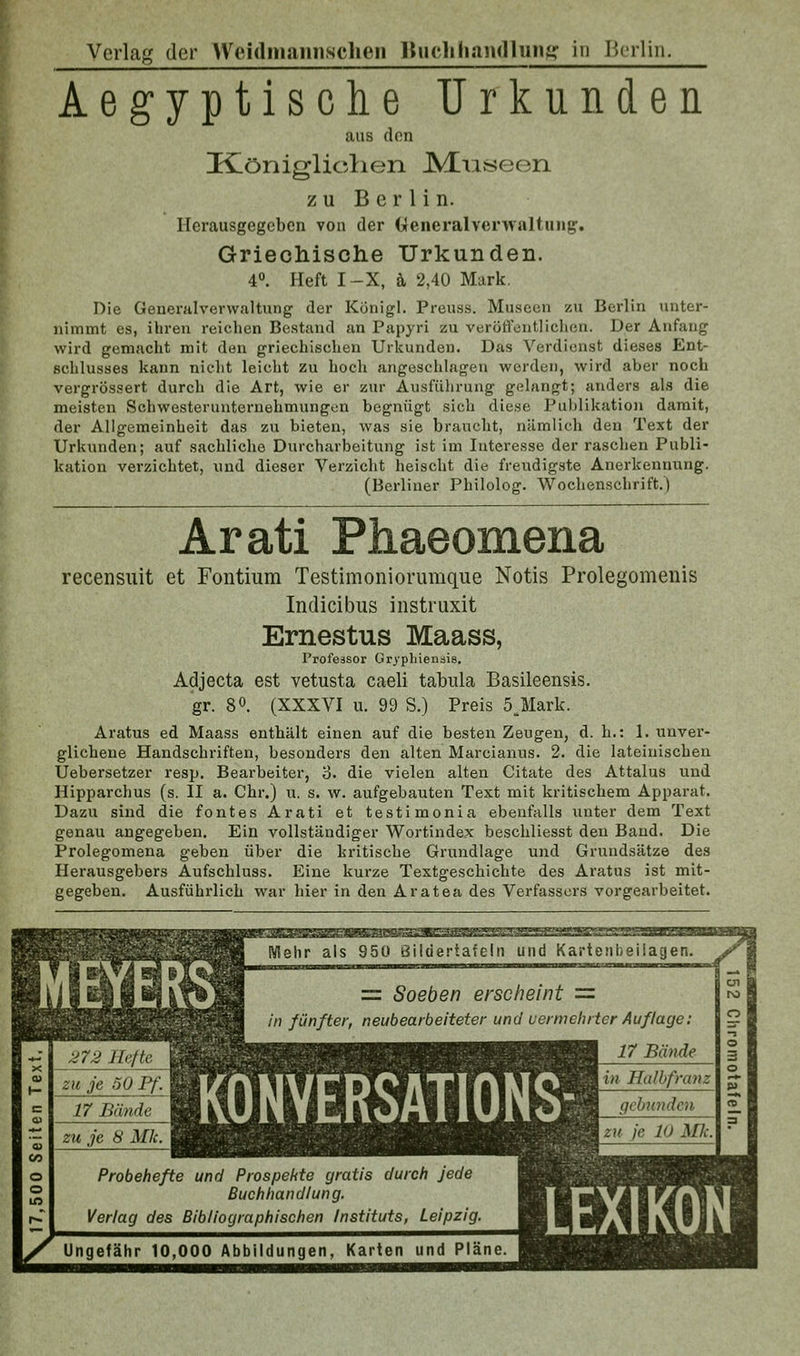 Verlag der Weidmannschen Buchhandlung in Berlin.
Aegyptische Urkunden
aus den
Königlichen Museen
zu Berlin.
Herausgegeben von der Generalverwaltung.
Griechische Urkunden.
4⁰. Heft I–X, à 2,40 Mark.
Die Generalverwaltung der Königl. Preuss. Museen zu Berlin unter-
nimmt es, ihren reichen Bestand an Papyri zu veröffentlichen. Der Anfang
wird gemacht mit den griechischen Urkunden. Das Verdienst dieses Ent-
schlusses kann nicht leicht zu hoch angeschlagen werden, wird aber noch
vergrössert durch die Art, wie er zur Ausführung gelangt; anders als die
meisten Schwesterunternehmungen begnügt sich diese Publikation damit,
der Allgemeinheit das zu bieten, was sie braucht, nämlich den Text der
Urkunden; auf sachliche Durcharbeitung ist im Interesse der raschen Publi-
kation verzichtet, und dieser Verzicht heischt die freudigste Anerkennung.
(Berliner Philolog. Wochenschrift.)
Arati Phaeomena
recensuit et Fontium Testimoniorumque Notis Prolegomenis
Indicibus instruxit
Ernestus Maass,
Professor Gryphiensis.
Adjecta est vetusta caeli tabula Basileensis.
gr. 8⁰. (XXXVI u. 99 S.) Preis 5 Mark.
Aratus ed Maass enthält einen auf die besten Zeugen, d. h.: 1. unver-
glichene Handschriften, besonders den alten Marcianus. 2. die lateinischen
Uebersetzer resp. Bearbeiter, 3. die vielen alten Citate des Attalus und
Hipparchus (s. II a. Chr.) u. s. w. aufgebauten Text mit kritischem Apparat.
Dazu sind die fontes Arati et testimonia ebenfalls unter dem Text
genau angegeben. Ein vollständiger Wortindex beschliesst den Band. Die
Prolegomena geben über die kritische Grundlage und Grundsätze des
Herausgebers Aufschluss. Eine kurze Textgeschichte des Aratus ist mit-
gegeben. Ausführlich war hier in den Aratea des Verfassers vorgearbeitet.
Mehr als 950 Bildertafeln und Kartenbeilagen.
MEYERS
= Soeben erscheint =
in fünfter, neubearbeiteter und vermehrter Auflage:
272 Hefte
zu je 50 Pf.
17 Bände
zu je 8 Mk.
KONVERSATIONS-
17 Bände
in Halbfranz
gebunden
zu je 10 Mk.
152 Chromotafeln.
17,500 Seiten Text.
Probehefte und Prospekte gratis durch jede
Buchhandlung.
Verlag des Bibliographischen Instituts, Leipzig.
LEXIKON
Ungefähr 10,000 Abbildungen, Karten und Pläne.